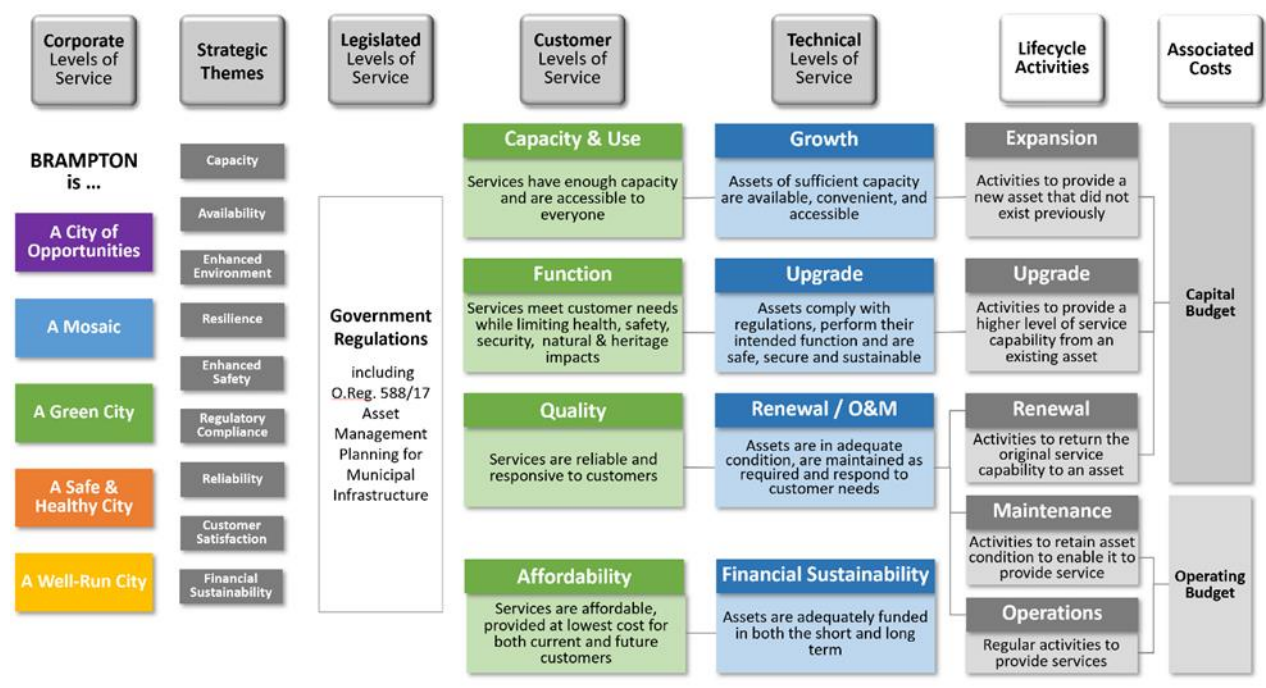 Corporate
Levels of
Service
Strategic
Themes
Legislated
Levels of
Service
Customer
Levels of
Service
Technical
Levels of
Service
Lifecycle
Activities
Associated
Costs
BRAMPTON
is ...
A City of
Opportunities
A Mosaic
A Green City
A Safe &
Healthy City
A Well-Run City
Capacity
Availability
Enhanced
Environment
Resilience
Enhanced
Safety
Regulatory
Compliance
Reliability
Customer
Satisfaction
Financial
Sustainability
Government
Regulations
including
O.Reg. 588/17
Asset
Management
Planning for
Municipal
Infrastructure
Capacity & Use
Services have enough capacity
and are accessible to
everyone
Function
Services meet customer needs
while limiting health, safety,
security, natural & heritage
impacts
Quality
Services are reliable and
responsive to customers
Affordability
Services are affordable,
provided at lowest cost for
both current and future
customers
Growth
Assets of sufficient capacity
are available, convenient, and
accessible
Upgrade
Assets comply with
regulations, perform their
intended function and are
safe, secure and sustainable
Renewal / O&M
Assets are in adequate
condition, are maintained as
required and respond to
customer needs
Financial Sustainability
Assets are adequately funded
in both the short and long
term
Expansion
Activities to provide a
new asset that did not
exist previously
Upgrade
Activities to provide a
higher level of service
capability from an
existing asset
Renewal
Activities to return the
original service
capability to an asset
Maintenance
Activities to retain asset
condition to enable it to
provide service
Operations
Regular activities to
provide services
Capital
Budget
Operating
Budget